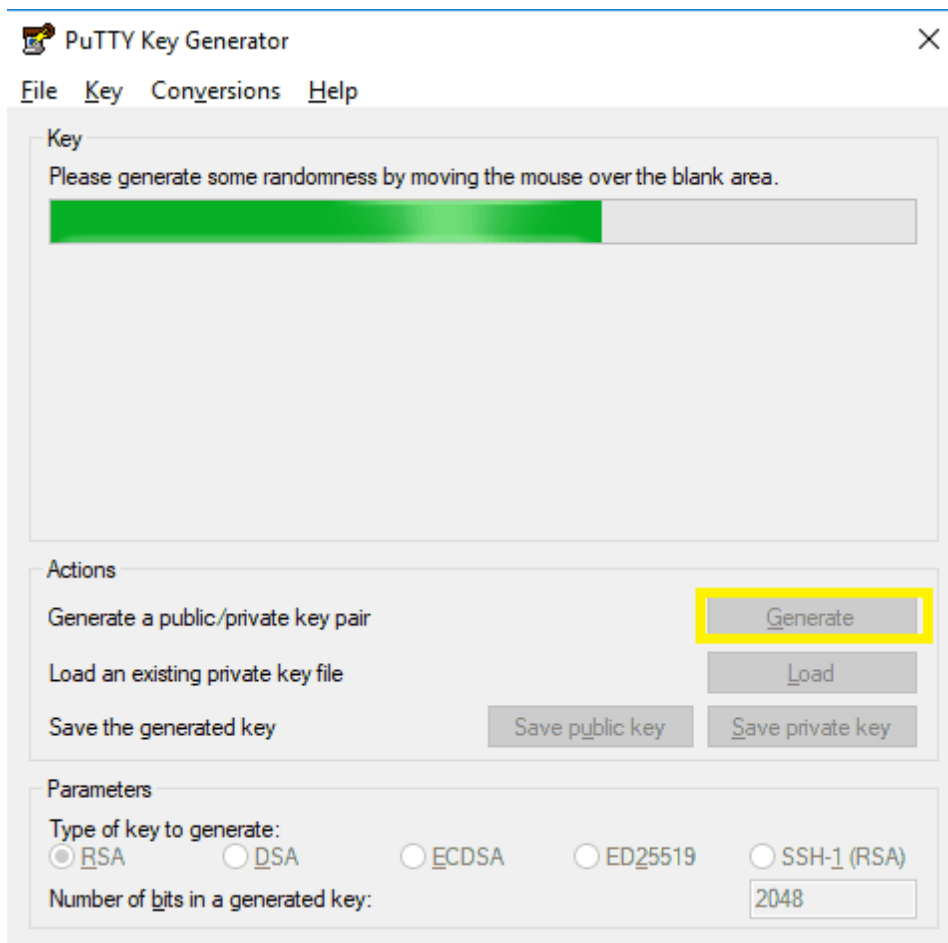 PuTTY Key Generator
File Key Conversions Help
Key
Please generate some randomness by moving the mouse over the blank area.
Actions
Generate a public/private key pair Generate
Load an existing private key file Load
Save the generated key Save public key Save private key
Parameters
Type of key to generate:
RSA DSA ECDSA ED25519 SSH-1 (RSA)
Number of bits in a generated key: 2048